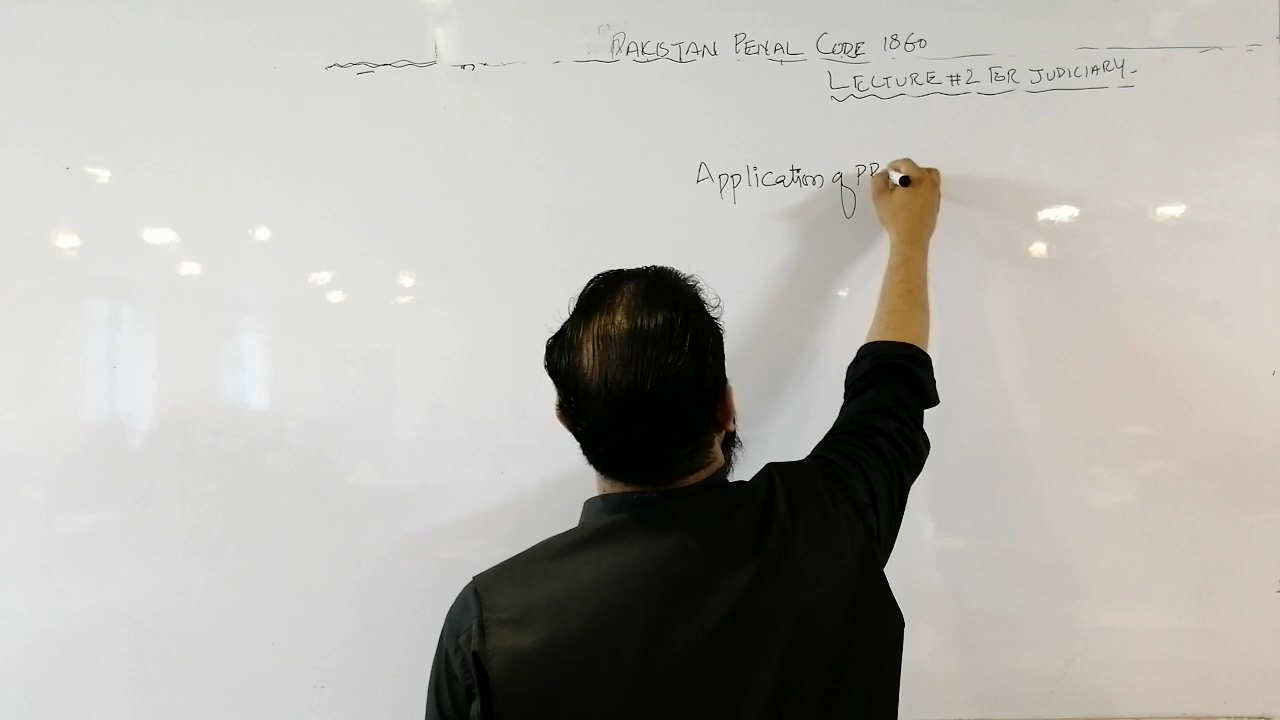 PAKISTAN PENAL CODE 1860
LECTURE #2 FOR JUDICIARY.
Application of PP